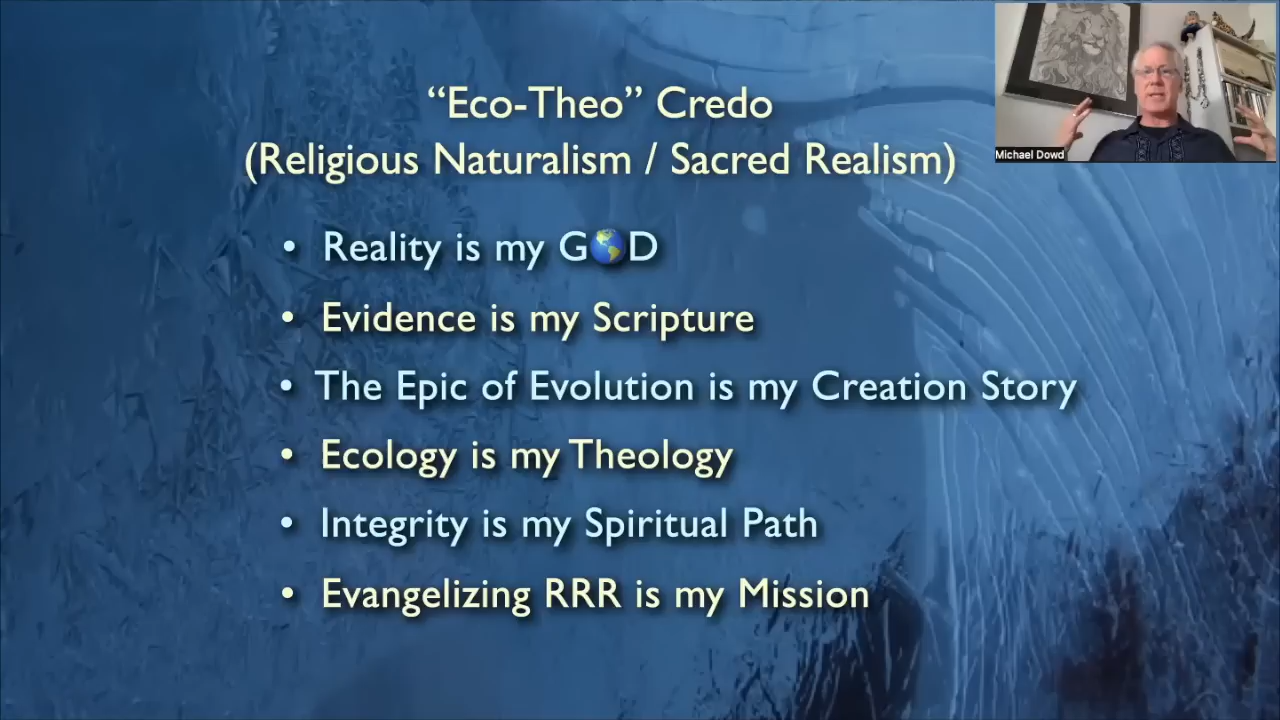 “Eco-Theo” Credo
(Religious Naturalism / Sacred Realism)
• Reality is my G🌎D
• Evidence is my Scripture
• The Epic of Evolution is my Creation Story
• Ecology is my Theology
• Integrity is my Spiritual Path
• Evangelizing RRR is my Mission
Michael Dowd